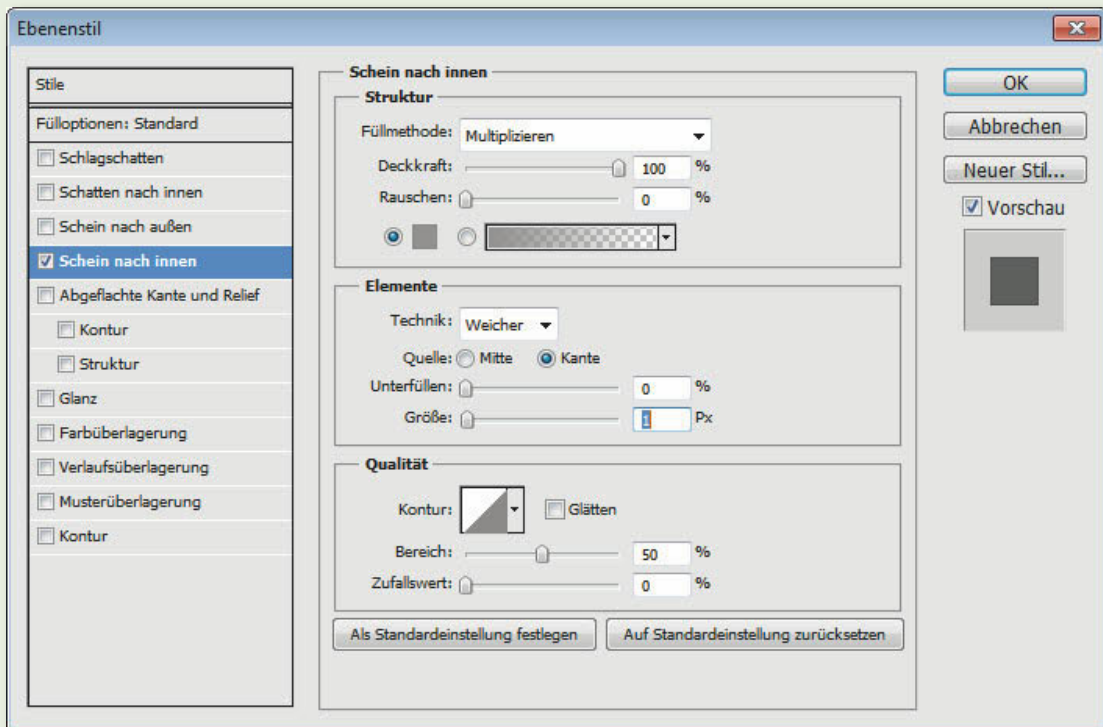 Ebenenstil
Stile
Fülloptionen: Standard
Schlagschatten
Schatten nach innen
Schein nach außen
Schein nach innen
Abgeflachte Kante und Relief
Kontur
Struktur
Glanz
Farbüberlagerung
Verlaufsüberlagerung
Musterüberlagerung
Kontur
Schein nach innen
Struktur
Füllmethode: Multiplizieren
Deckkraft: 100 %
Rauschen: 0 %
Elemente
Technik: Weicher
Quelle: Mitte Kante
Unterfüllen: 0 %
Größe: 1 Px
Qualität
Kontur: Glätten
Bereich: 50 %
Zufallswert: 0 %
Als Standardeinstellung festlegen Auf Standardeinstellung zurücksetzen
OK
Abbrechen
Neuer Stil...
Vorschau